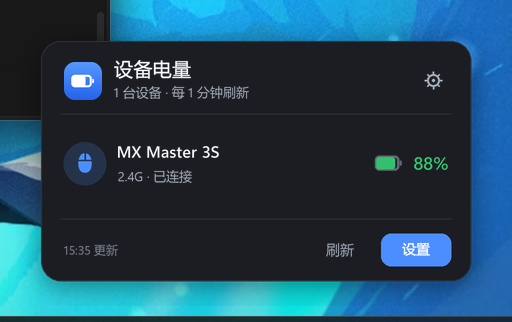 设备电量
1 台设备 · 每 1 分钟刷新
MX Master 3S
88%
2.4G · 已连接
15:35 更新
刷新
设置